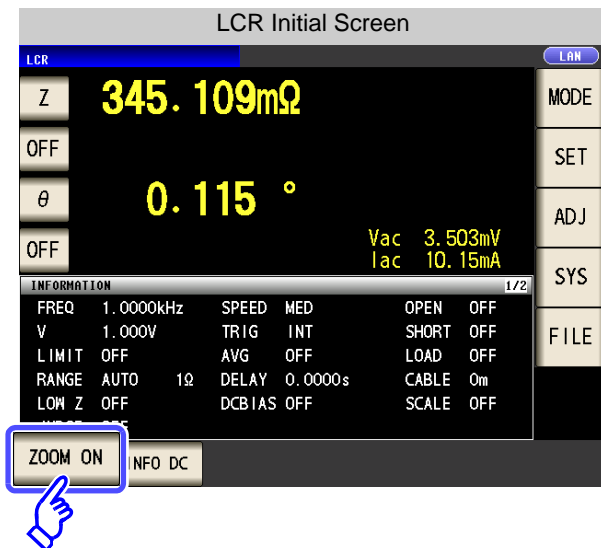 LCR Initial Screen
LCR LAN
Z 345.109mΩ MODE
OFF SET
θ 0.115 ° ADJ
OFF Vac 3.503mV
Iac 10.15mA SYS
INFORMATION 1/2
FREQ 1.0000kHz SPEED MED OPEN OFF
V 1.000V TRIG INT SHORT OFF FILE
LIMIT OFF AVG OFF LOAD OFF
RANGE AUTO 1Ω DELAY 0.0000s CABLE 0m
LOW Z OFF DCBIAS OFF SCALE OFF
ZOOM ON INFO DC